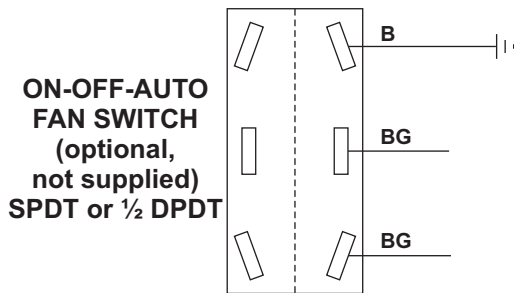 ON-OFF-AUTO
FAN SWITCH
(optional,
not supplied)
SPDT or ½ DPDT
B
BG
BG